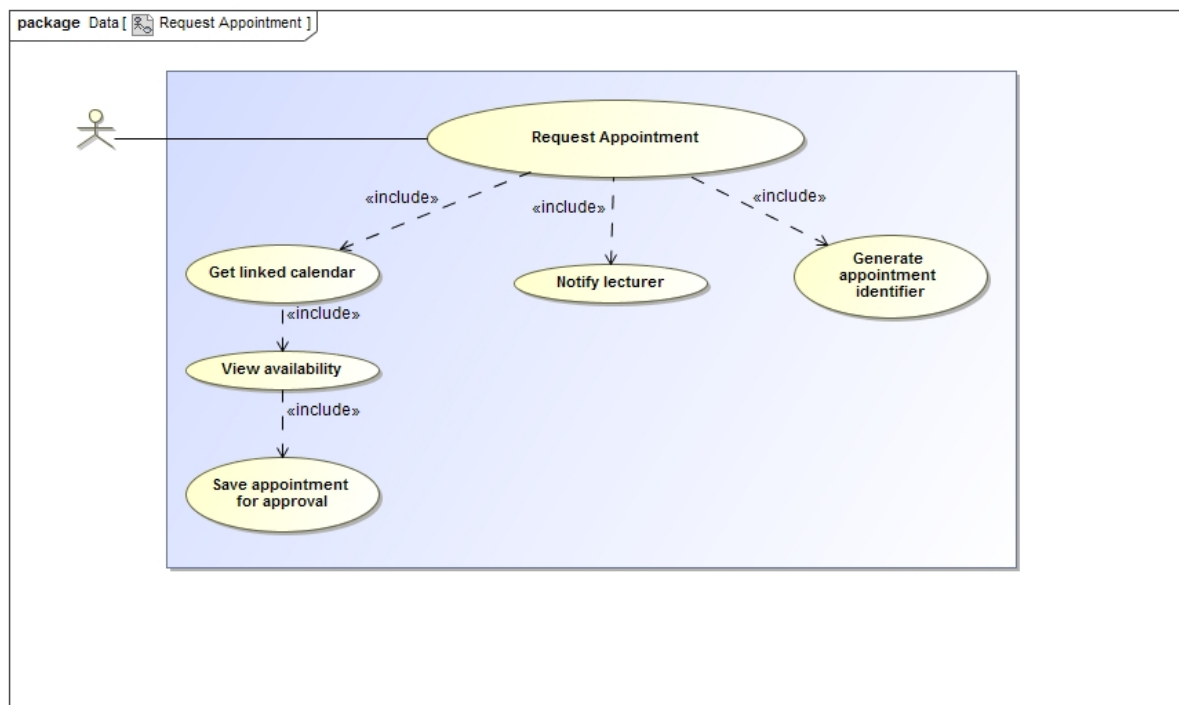 package Data [ Request Appointment ]
Request Appointment
«include»
«include»
«include»
Get linked calendar
Notify lecturer
Generate
appointment
identifier
«include»
View availability
«include»
Save appointment
for approval